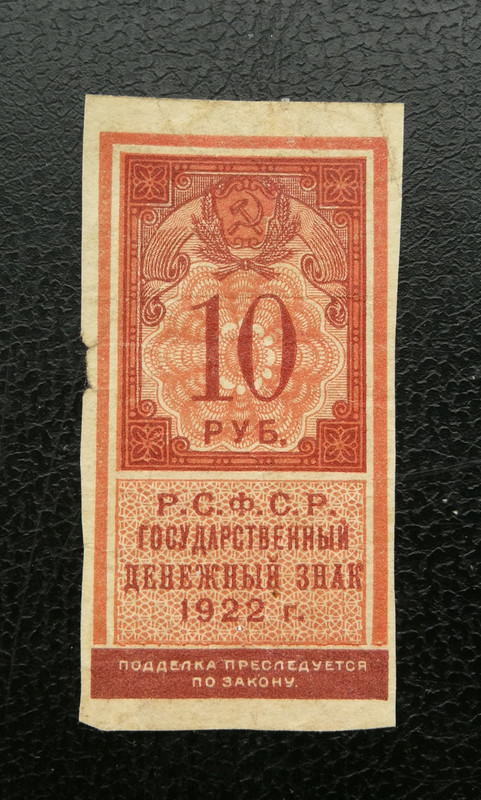 10
РУБ.
Р.С.Ф.С.Р.
ГОСУДАРСТВЕННЫЙ
ДЕНЕЖНЫЙ ЗНАК
1922 г.
ПОДДЕЛКА ПРЕСЛЕДУЕТСЯ
ПО ЗАКОНУ.